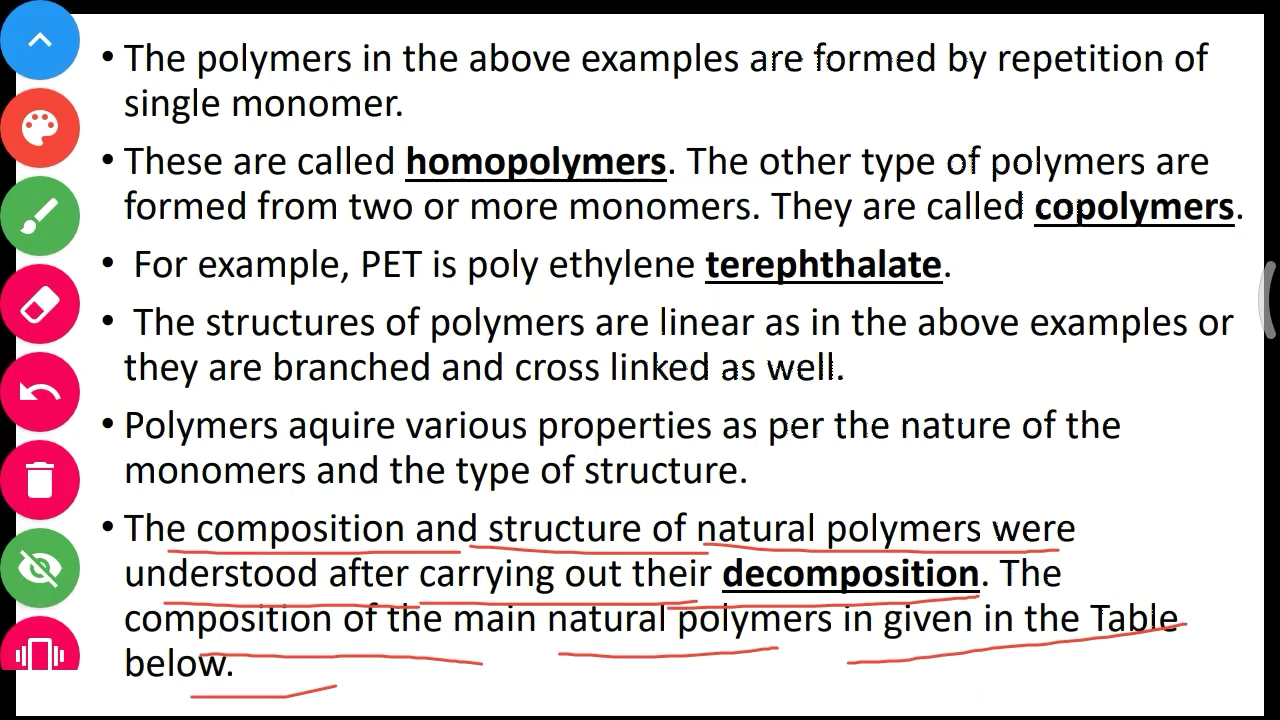 • The polymers in the above examples are formed by repetition of
single monomer.
• These are called homopolymers. The other type of polymers are
formed from two or more monomers. They are called copolymers.
• For example, PET is poly ethylene terephthalate.
• The structures of polymers are linear as in the above examples or
they are branched and cross linked as well.
• Polymers aquire various properties as per the nature of the
monomers and the type of structure.
• The composition and structure of natural polymers were
understood after carrying out their decomposition. The
composition of the main natural polymers in given in the Table
below.